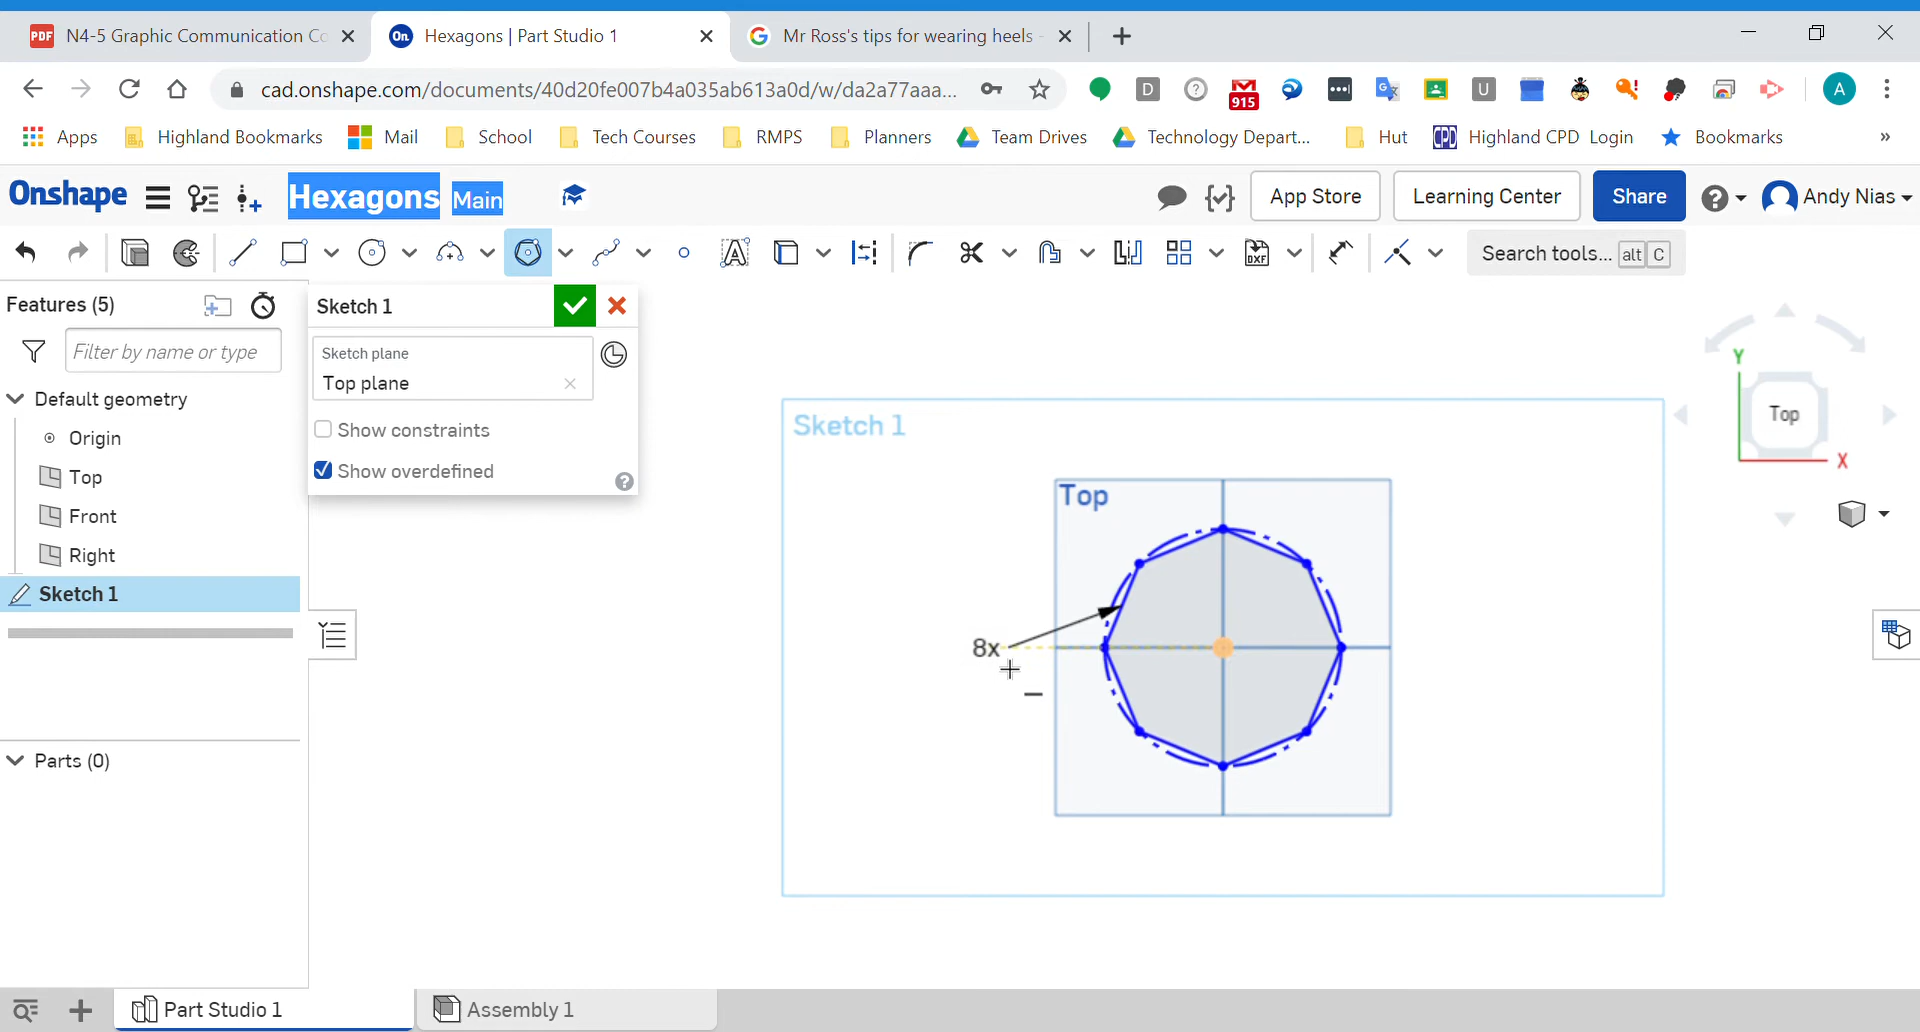 PDF N4-5 Graphic Communication Co
On Hexagons | Part Studio 1
Mr Ross's tips for wearing heels -
cad.onshape.com/documents/40d20fe007b4a035ab613a0d/w/da2a77aaa...
D
915
U
A
Apps
Highland Bookmarks
Mail
School
Tech Courses
RMPS
Planners
Team Drives
Technology Depart...
Hut
CPD Highland CPD Login
Bookmarks
»
Onshape
Hexagons Main
App Store
Learning Center
Share
Andy Nias
DXF
Search tools... alt C
Features (5)
Filter by name or type
Default geometry
Origin
Top
Front
Right
Sketch 1
Parts (0)
Sketch 1
Sketch plane
Top plane
Show constraints
Show overdefined
Sketch 1
Top
8x
Y
Top
X
Part Studio 1
Assembly 1